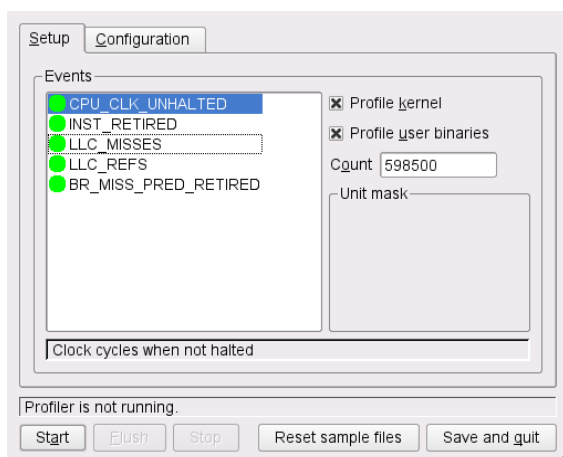 Setup
Configuration
Events
CPU_CLK_UNHALTED
INST_RETIRED
LLC_MISSES
LLC_REFS
BR_MISS_PRED_RETIRED
Profile kernel
Profile user binaries
Count 598500
Unit mask
Clock cycles when not halted
Profiler is not running.
Start Flush Stop Reset sample files Save and quit